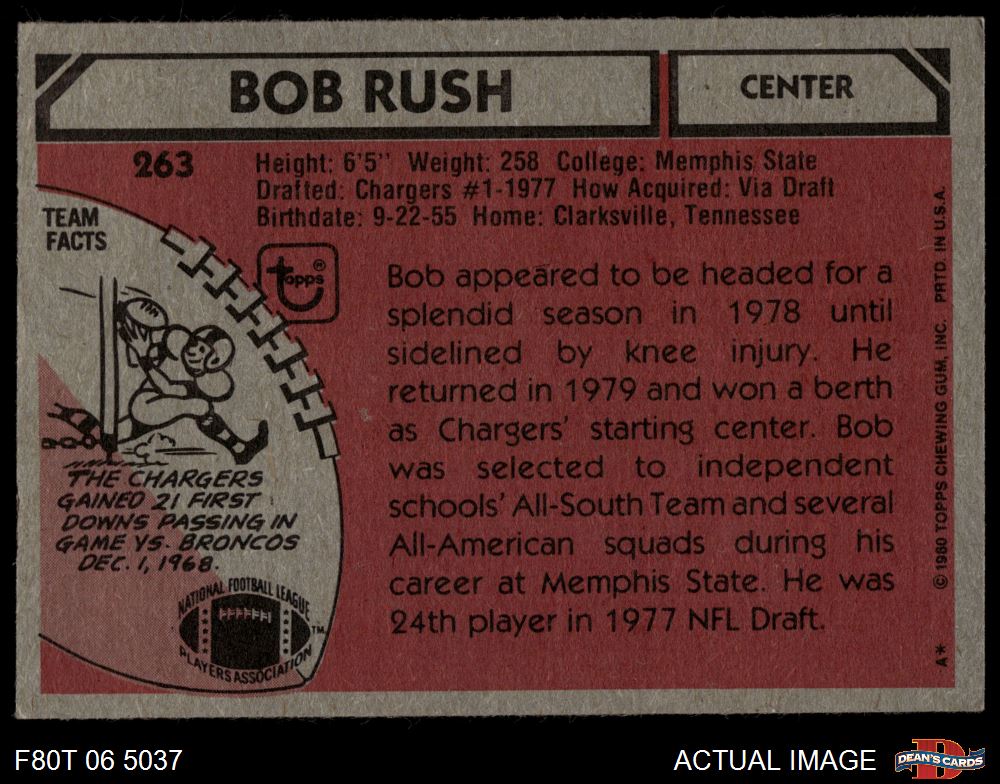 BOB RUSH
CENTER
263
Height: 6'5" Weight: 258 College: Memphis State
Drafted: Chargers #1-1977 How Acquired: Via Draft
Birthdate: 9-22-55 Home: Clarksville, Tennessee
TEAM
FACTS
topps®
Bob appeared to be headed for a
splendid season in 1978 until
sidelined by knee injury. He
returned in 1979 and won a berth
as Chargers' starting center. Bob
was selected to independent
schools' All-South Team and several
All-American squads during his
career at Memphis State. He was
24th player in 1977 NFL Draft.
THE CHARGERS
GAINED 21 FIRST
DOWNS PASSING IN
GAME VS. BRONCOS
DEC. 1, 1968.
NATIONAL FOOTBALL LEAGUE
PLAYERS ASSOCIATION
TM
A* © 1980 TOPPS CHEWING GUM, INC. PRTD. IN U.S.A.
F80T 06 5037
ACTUAL IMAGE
D
DEAN'S CARDS